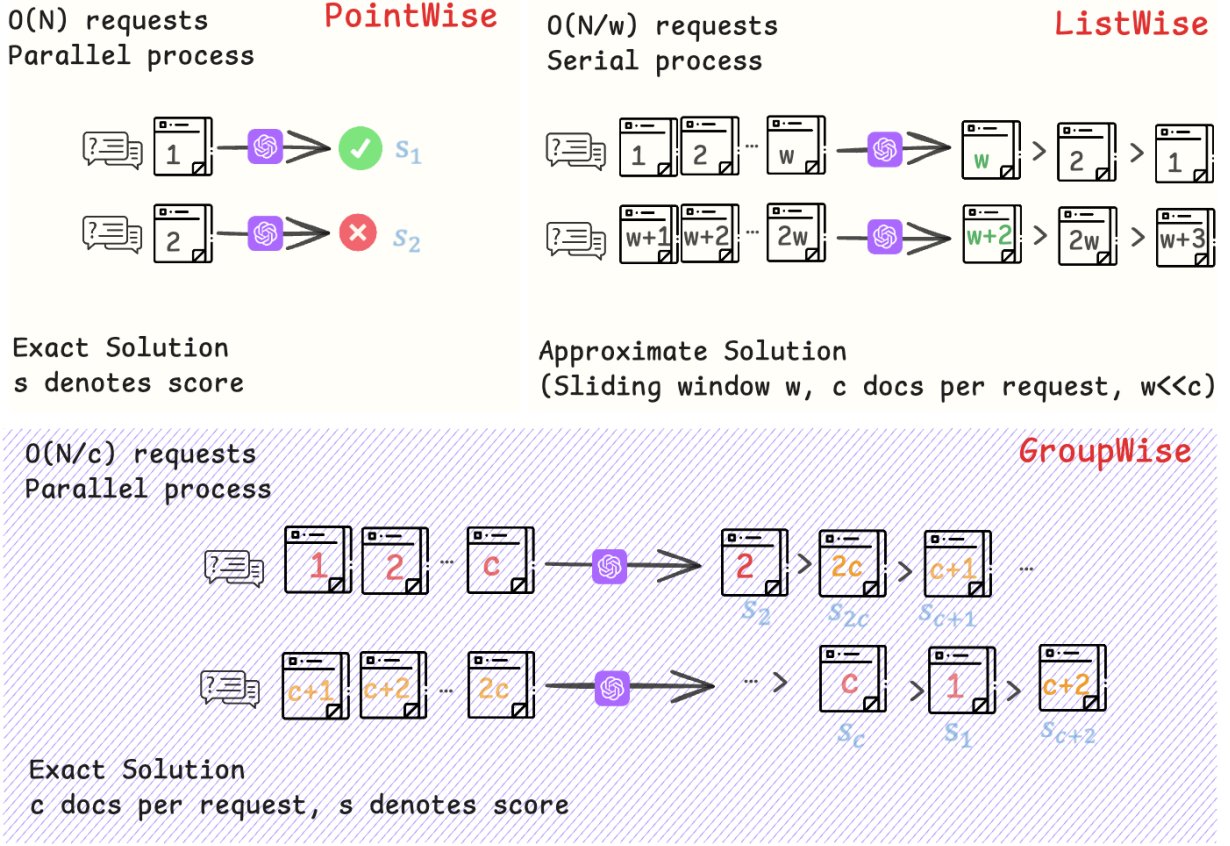 O(N) requests
PointWise
Parallel process
? 1 s1
? 2 s2
Exact Solution
s denotes score
O(N/w) requests
ListWise
Serial process
? 1 2 ... w w > 2 > 1
? w+1 w+2 ... 2w w+2 > 2w > w+3
Approximate Solution
(Sliding window w, c docs per request, w<<c)
O(N/c) requests
GroupWise
Parallel process
? 1 2 ... c 2 > 2c > c+1 ...
s2 s2c sc+1
? c+1 c+2 ... 2c ... > c > 1 > c+2
sc s1 sc+2
Exact Solution
c docs per request, s denotes score